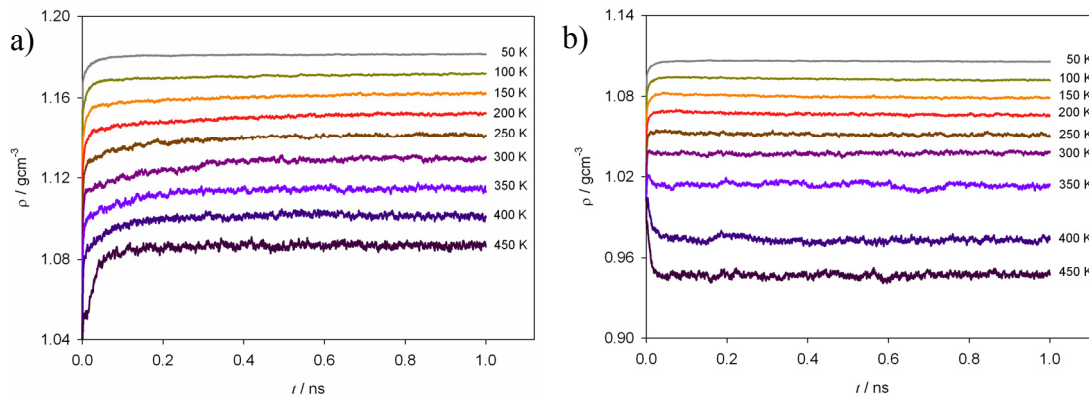 a)
1.20
1.16
1.12
1.08
1.04
ρ / gcm⁻³
50 K
100 K
150 K
200 K
250 K
300 K
350 K
400 K
450 K
0.0 0.2 0.4 0.6 0.8 1.0
t / ns
b)
1.14
1.08
1.02
0.96
0.90
ρ / gcm⁻³
50 K
100 K
150 K
200 K
250 K
300 K
350 K
400 K
450 K
0.0 0.2 0.4 0.6 0.8 1.0
t / ns